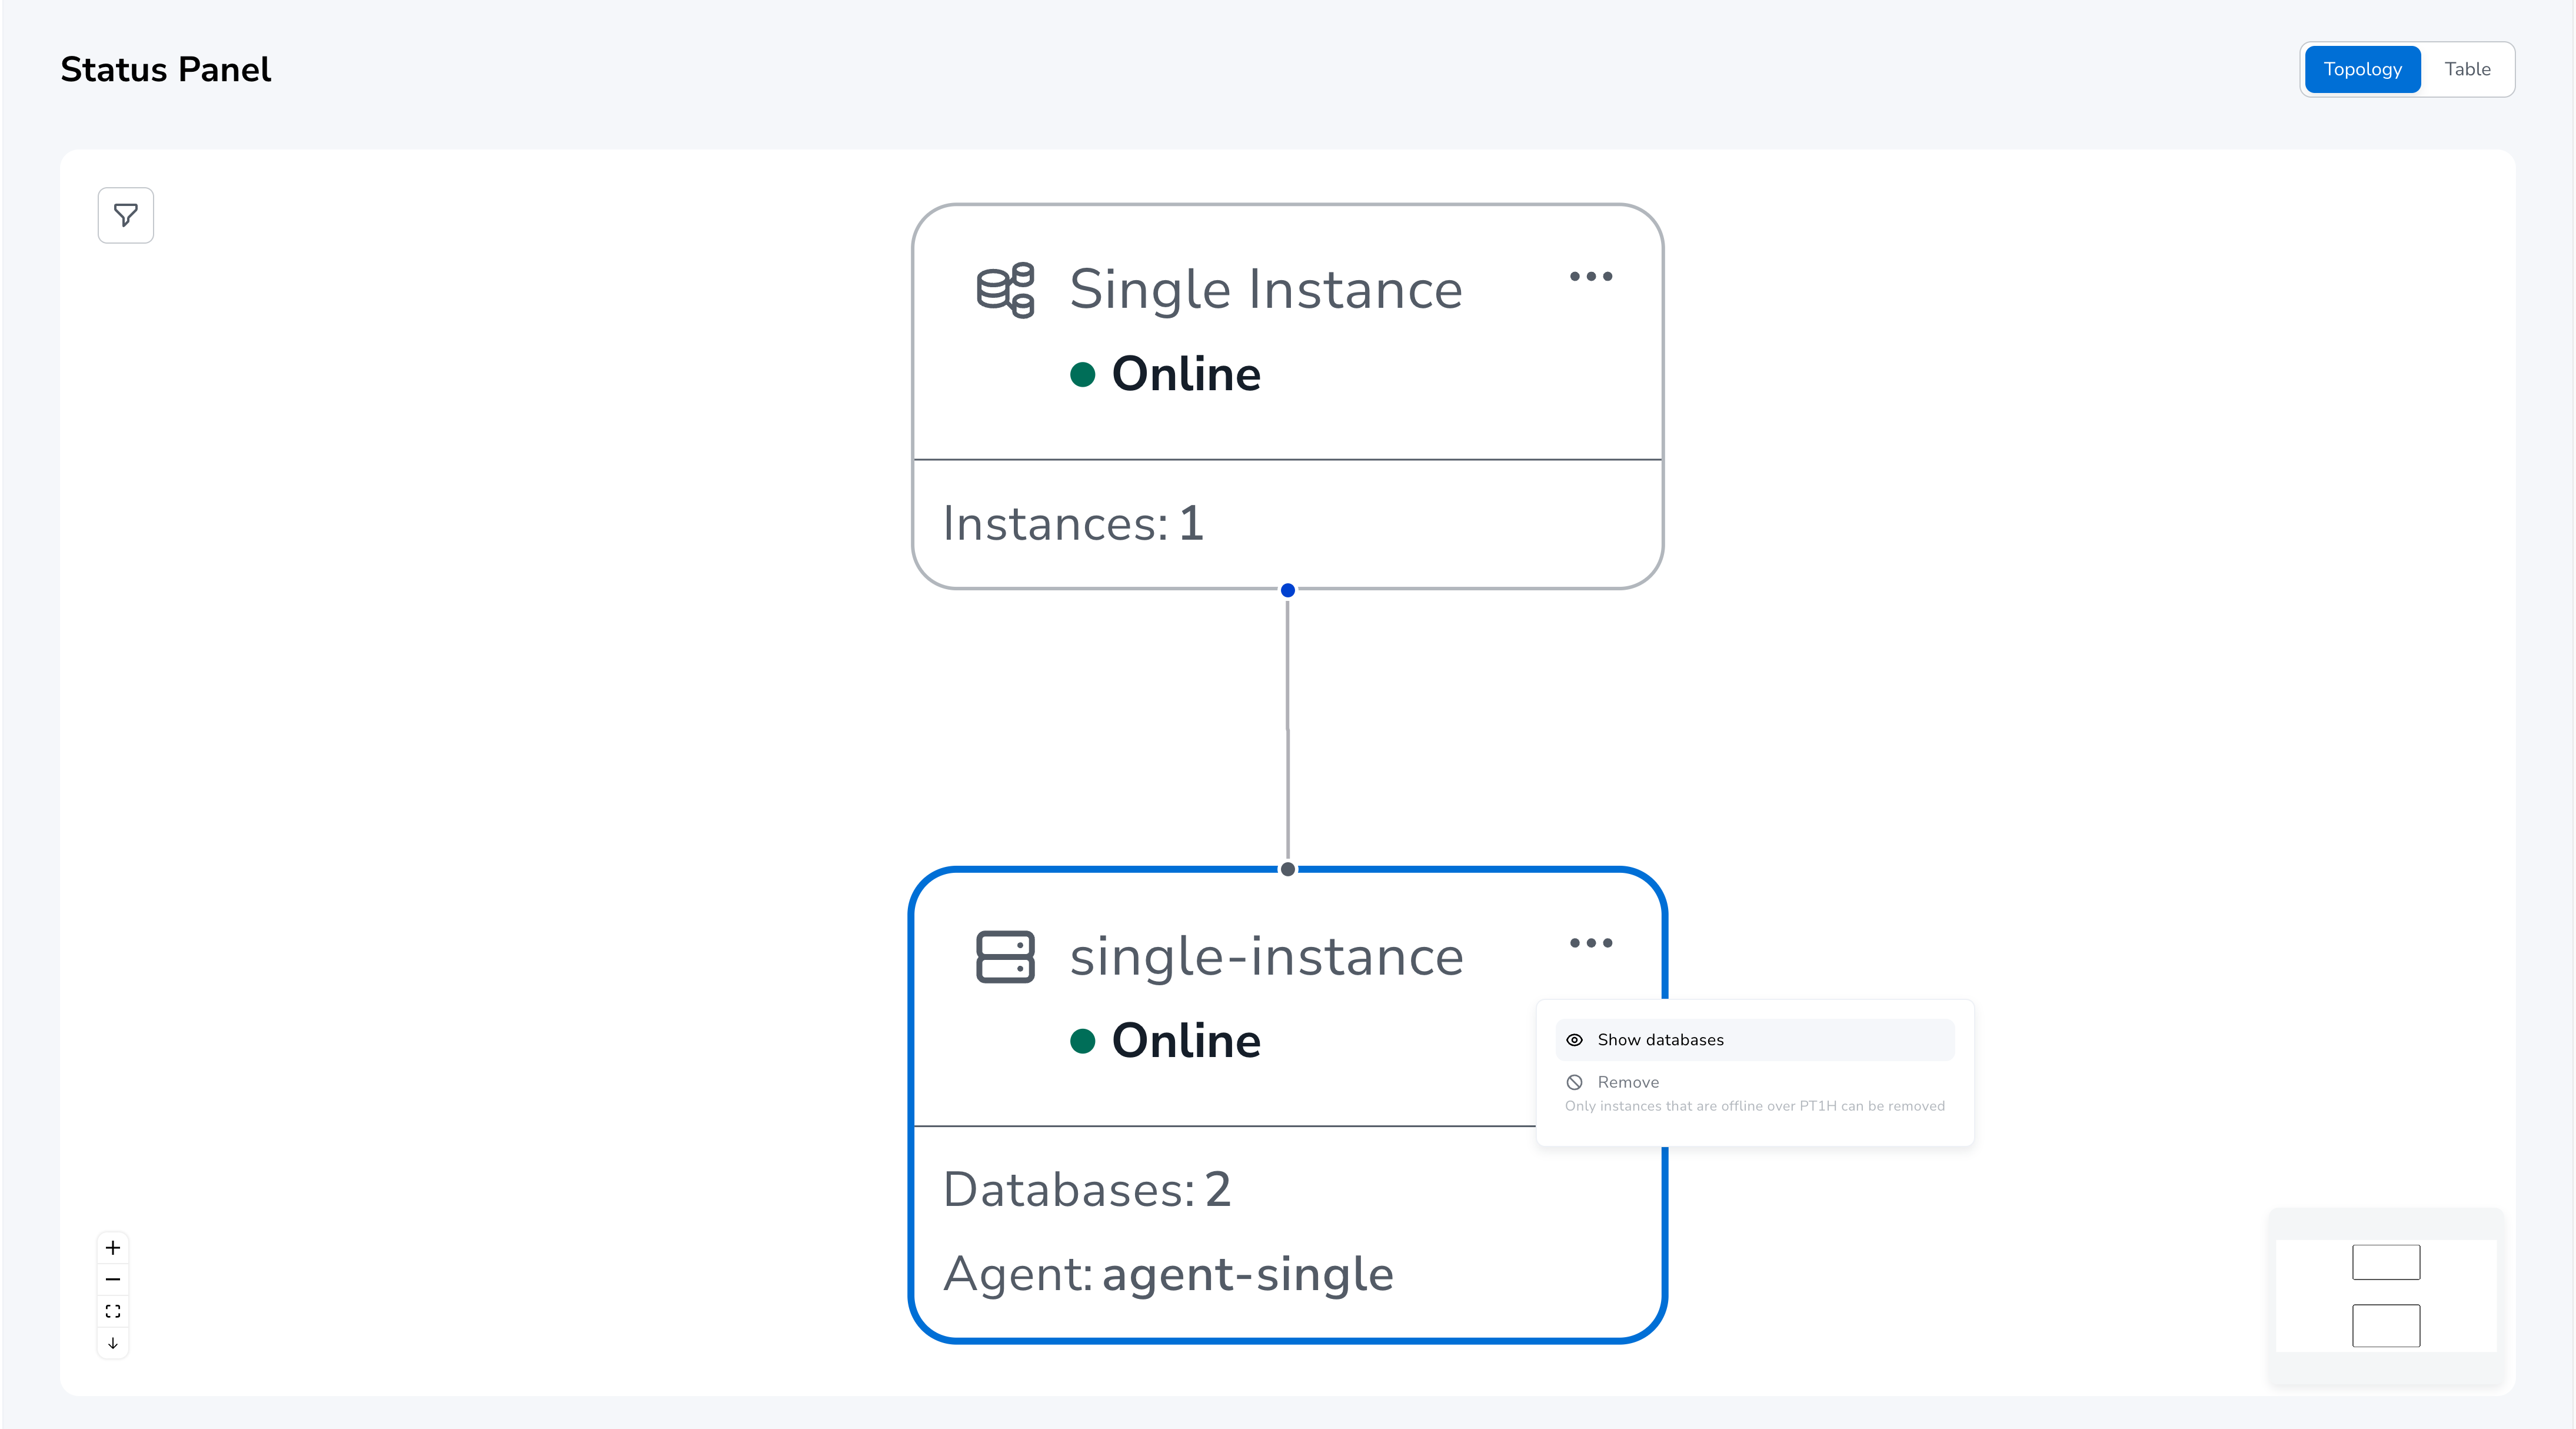 Status Panel
Topology
Table
Single Instance
Online
Instances: 1
single-instance
Online
Show databases
Remove
Only instances that are offline over PT1H can be removed
Databases: 2
Agent: agent-single